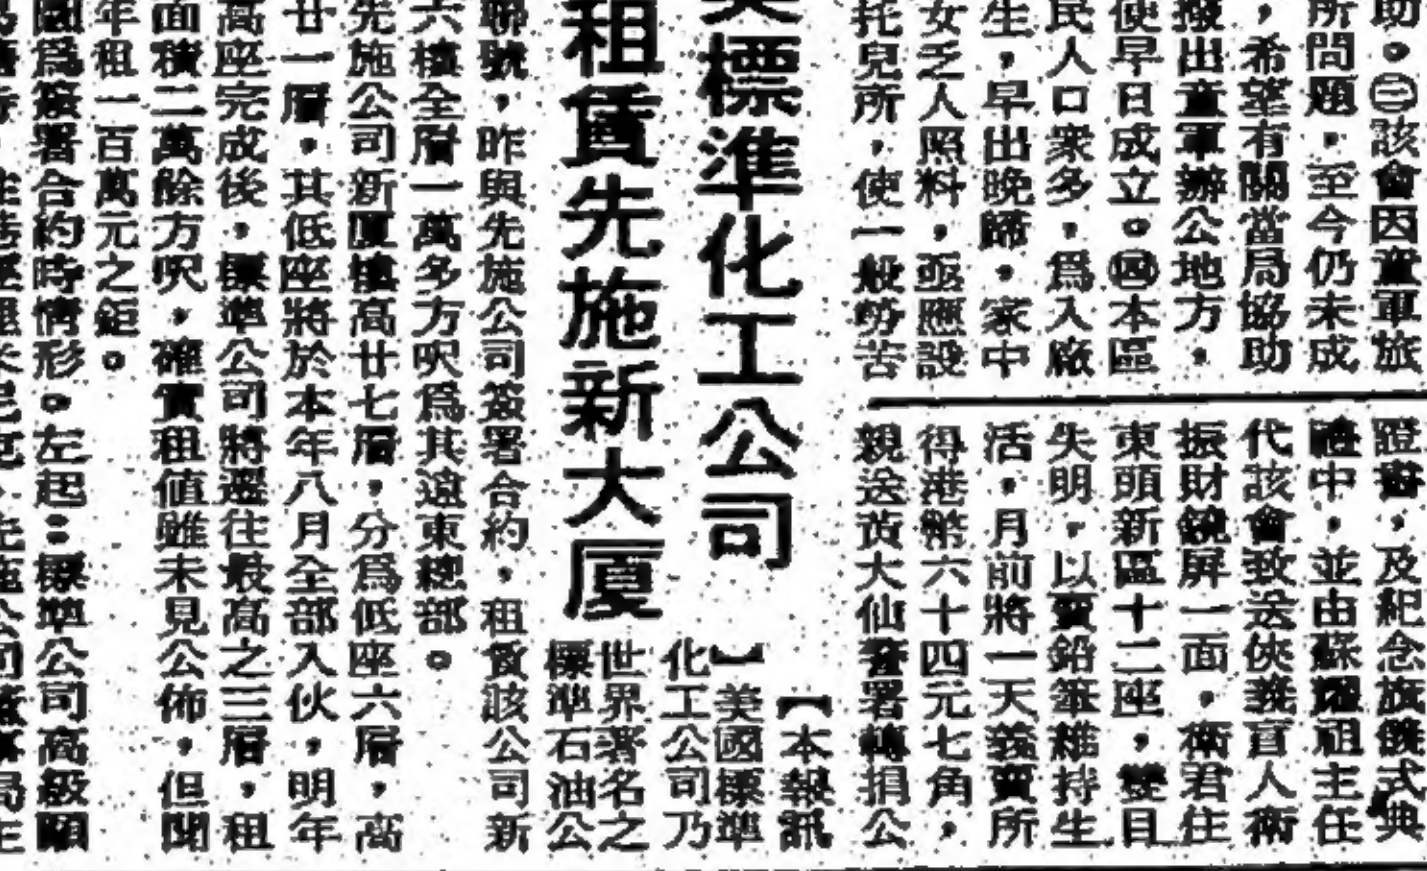 助。㊂該會因童軍旅
所問題，至今仍未成
，希望有關當局協助
撥出童軍辦公地方，
使早日成立。㊃本區
民人口衆多，爲入廠
生，早出晚歸，家中
女乏人照料，亟應設
托兒所，使一般勞苦
證書，及紀念旗儀式典
禮中，並由蘇耀祖主任
代該會致送俠義盲人衛
振財鏡屏一面，衛君住
東頭新區十二座，雙目
失明，以賣鉛筆維持生
活，月前將一天義賣所
得港幣六十四元七角，
親送黃大仙警署轉捐公
美標準化工公司
租賃先施新大厦
【本報訊
】美國標準
化工公司乃
世界著名之
標準石油公
聯號，昨與先施公司簽署合約，租賃該公司新
六樓全層一萬多方呎爲其遠東總部。
先施公司新厦樓高廿七層，分爲低座六層，高
廿一層，其低座將於本年八月全部入伙，明年
高座完成後，標準公司將遷往最高之三層，租
面積二萬餘方呎，確實租值雖未見公佈，但聞
年租一百萬元之鉅。
圖爲簽署合約時情形。左起：標準公司高級顧